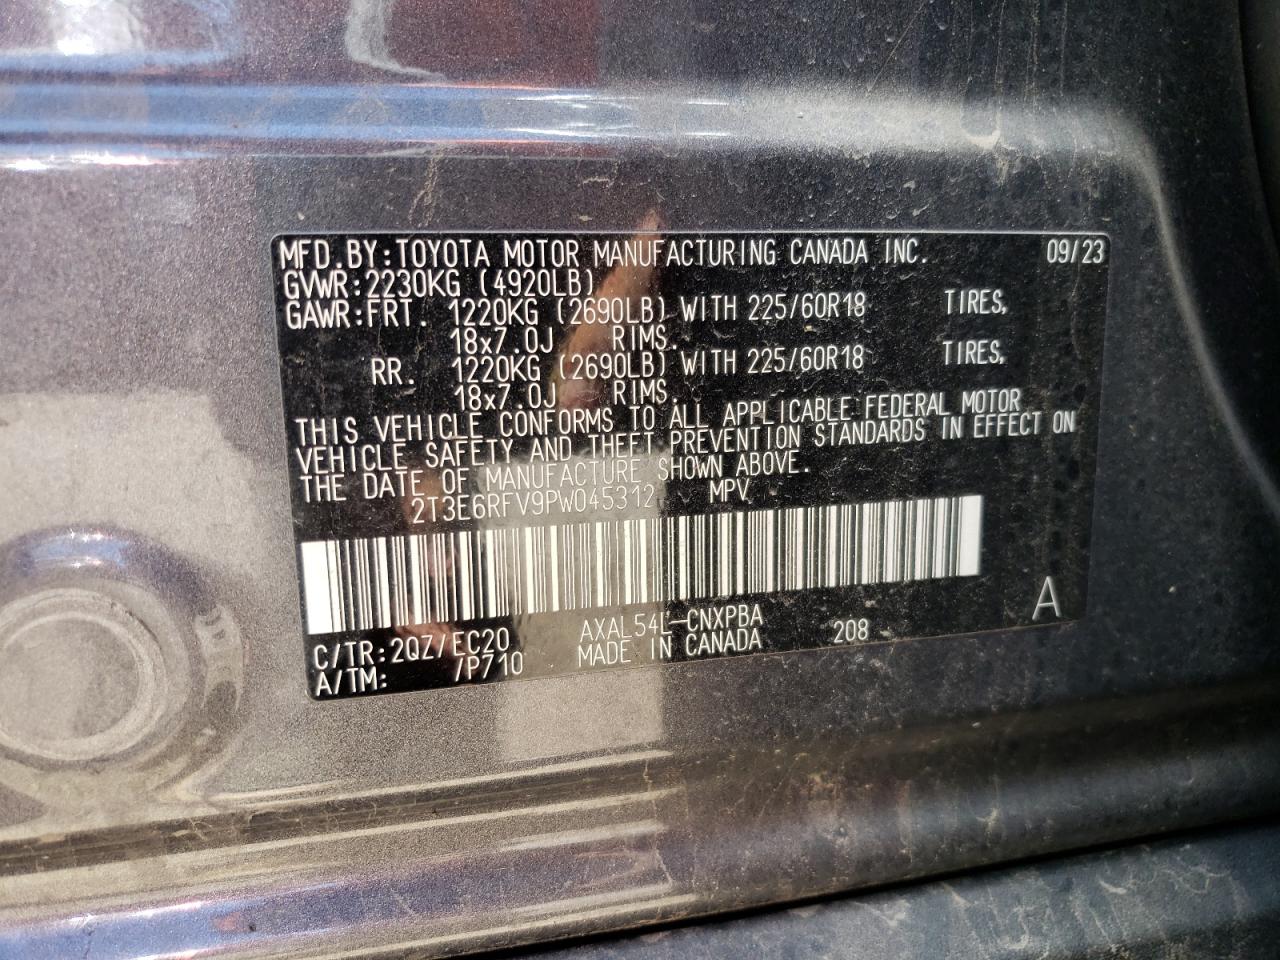 MFD.BY:TOYOTA MOTOR MANUFACTURING CANADA INC. 09/23
GVWR:2230KG (4920LB)
GAWR:FRT. 1220KG (2690LB) WITH 225/60R18 TIRES,
18x7.0J RIMS.
RR. 1220KG (2690LB) WITH 225/60R18 TIRES,
18x7.0J RIMS.
THIS VEHICLE CONFORMS TO ALL APPLICABLE FEDERAL MOTOR
VEHICLE SAFETY AND THEFT PREVENTION STANDARDS IN EFFECT ON
THE DATE OF MANUFACTURE SHOWN ABOVE.
2T3E6RFV9PW045312 MPV
A
C/TR:2QZ/EC20 AXAL54L-CNXPBA 208
A/TM: /P710 MADE IN CANADA